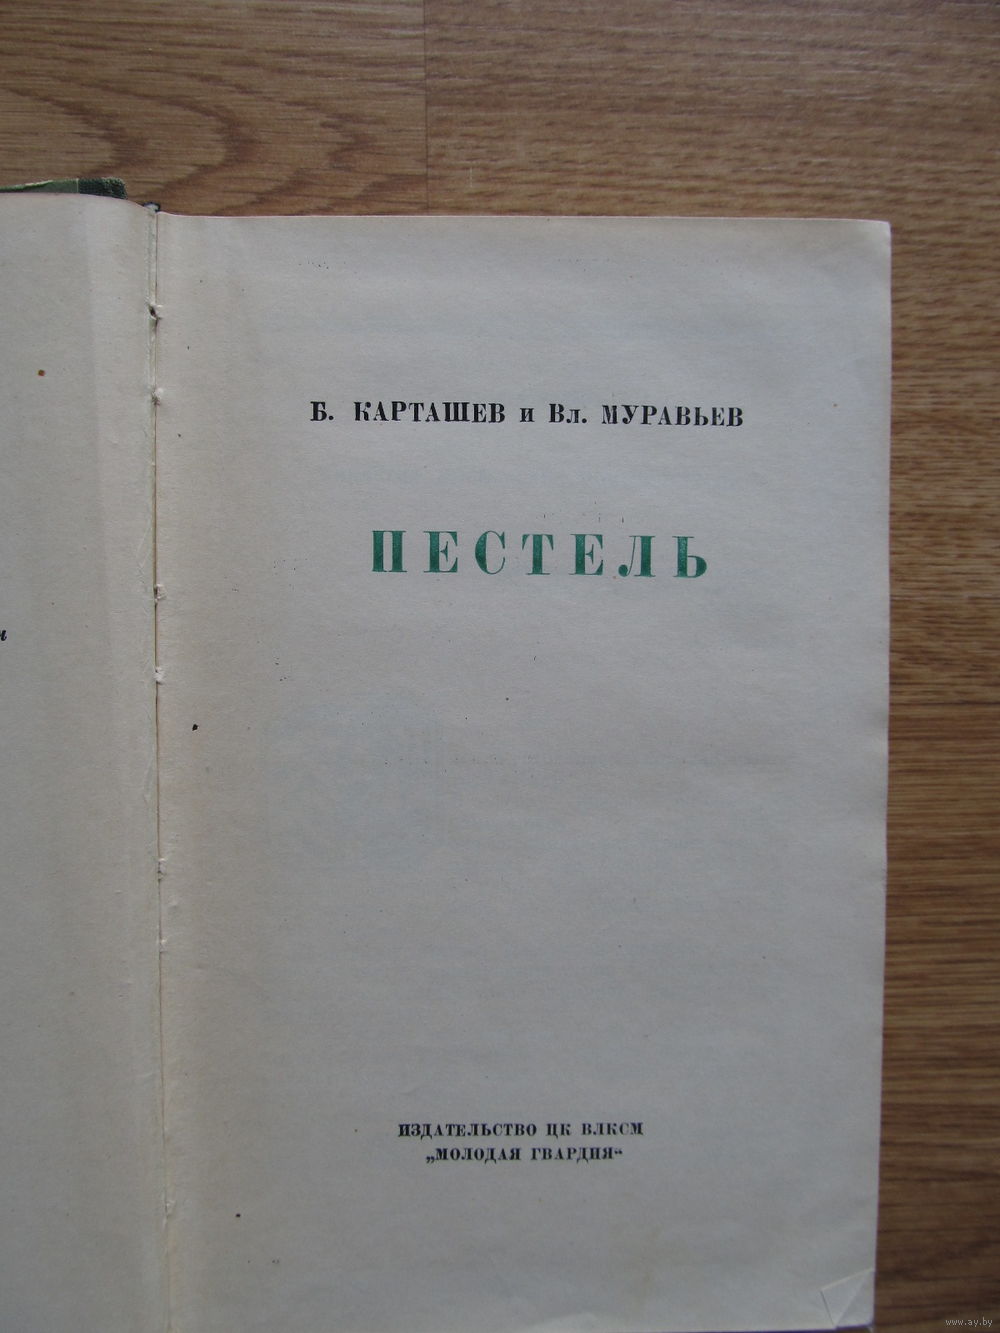 Б. КАРТАШЕВ и Вл. МУРАВЬЕВ
ПЕСТЕЛЬ
ИЗДАТЕЛЬСТВО ЦК ВЛКСМ
„МОЛОДАЯ ГВАРДИЯ“
www.ay.by